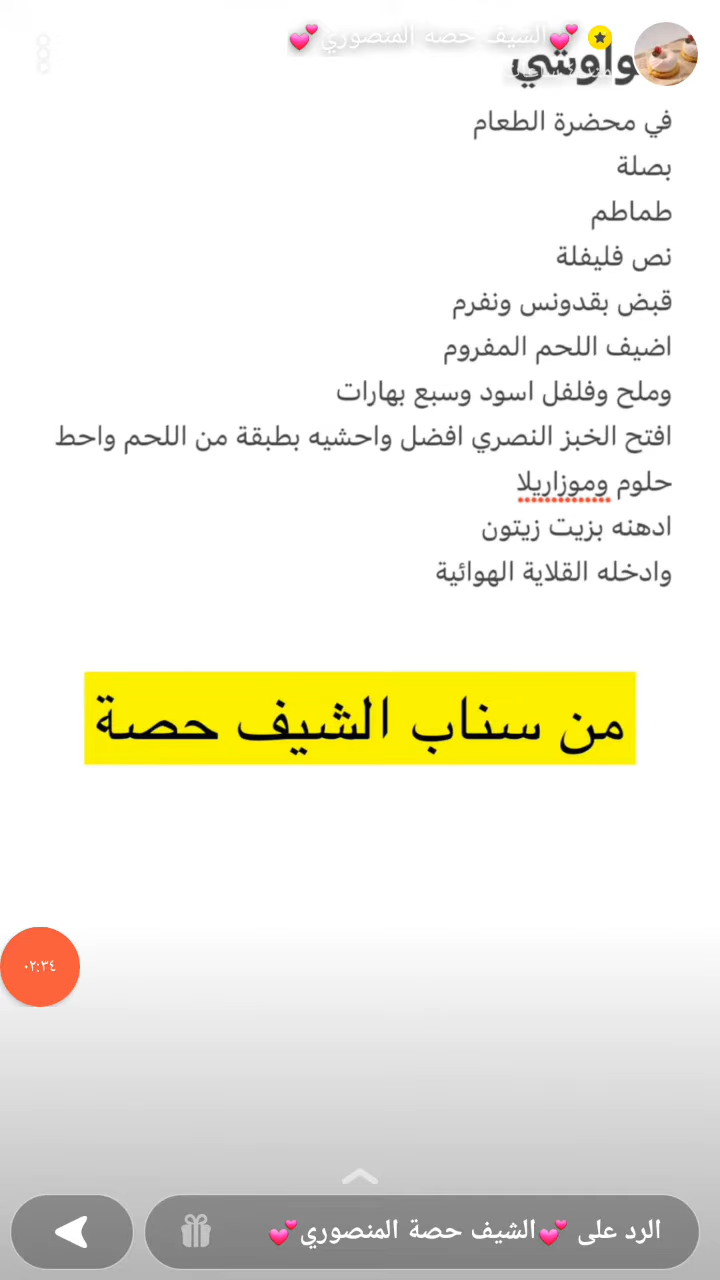 💕الشيف حصة المنصوري💕
في محضرة الطعام
بصلة
طماطم
نص فليفلة
قبض بقدونس ونفرم
اضيف اللحم المفروم
وملح وفلفل اسود وسبع بهارات
افتح الخبز النصري افضل واحشيه بطبقة من اللحم واحط
حلوم وموزاريلا
ادهنه بزيت زيتون
وادخله القلاية الهوائية
من سناب الشيف حصة
٠٢:٣٤
الرد على 💕الشيف حصة المنصوري💕